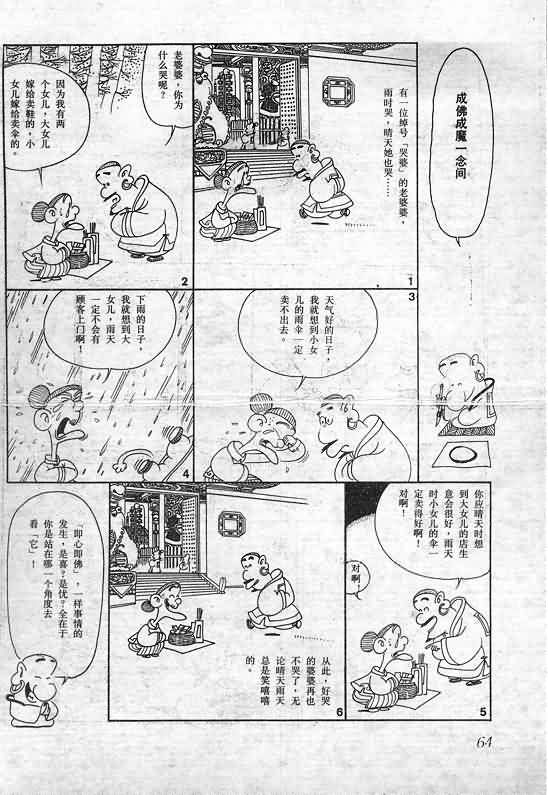 成佛成魔一念间
有一位绰号「哭婆」的老婆婆，
雨时哭，晴天她也哭……
1
老婆婆，你为
什么哭呢？
因为我有两
个女儿，大女儿
嫁给卖鞋的，小
女儿嫁给卖伞的。
2
3
天气好的日子，
我就想到小女
儿的雨伞一定
卖不出去。
下雨的日子，
我就想到大
女儿，雨天
一定不会有
顾客上门啊！
4
你应晴天时想
到大女儿的店生
意会很好，雨天
时小女儿的伞一
定卖得好啊！
对啊！
对啊！
5
从此，好哭
的婆婆再也
不哭了，无
论晴天雨天
总是笑嘻嘻
的。
6
「即心即佛」，一样事情的
发生，是喜？是忧？全在于
你是站在哪一个角度去
看「它」！
64